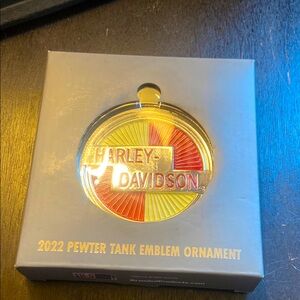 HARLEY-
DAVIDSON
2022 PEWTER TANK EMBLEM ORNAMENT